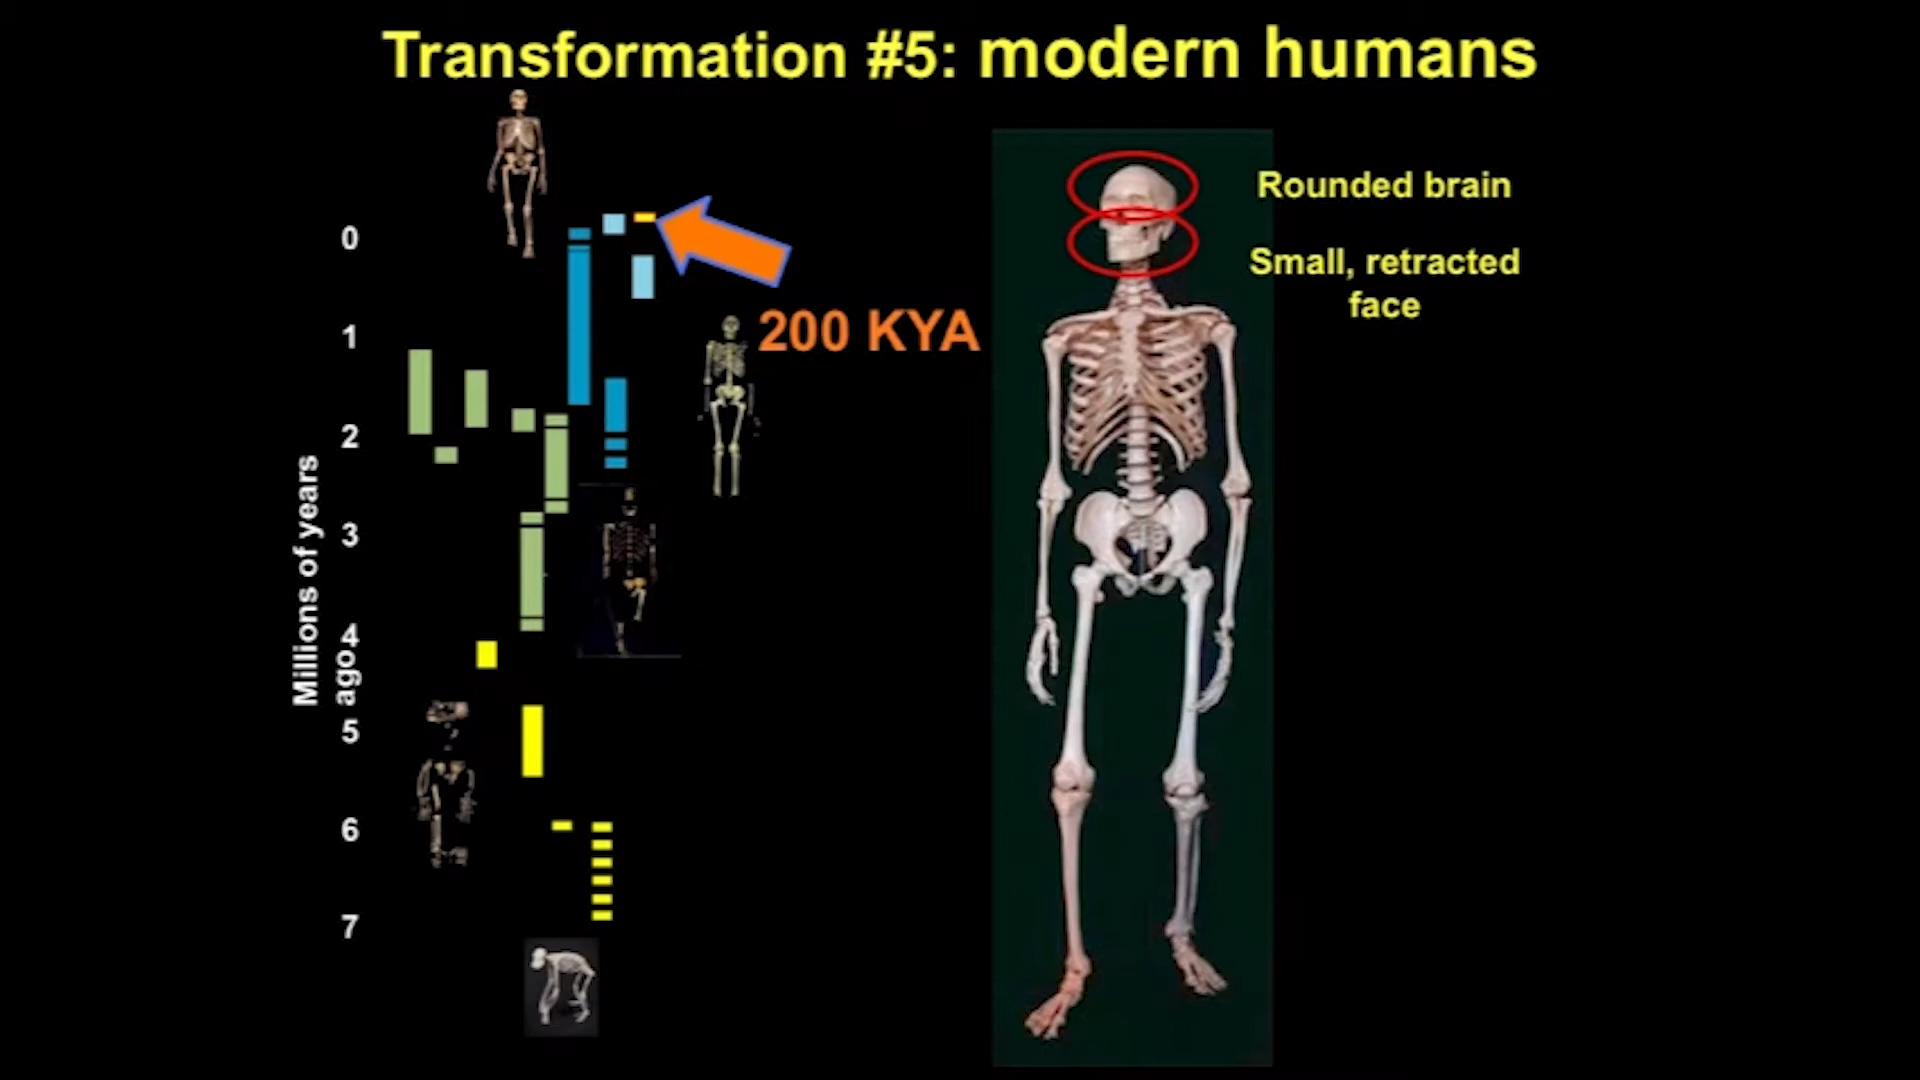 Transformation #5: modern humans
Rounded brain
Small, retracted
face
200 KYA
Millions of years
ago
0
1
2
3
4
5
6
7